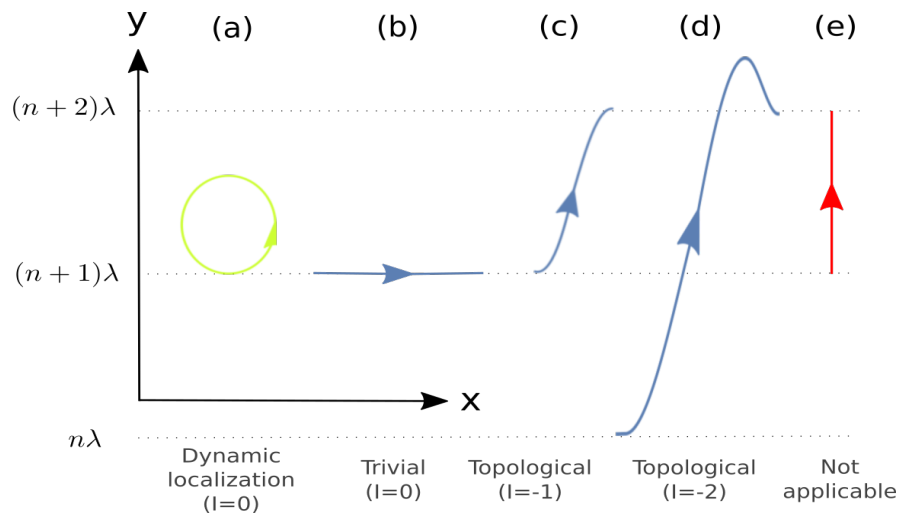 y
(a)
(b)
(c)
(d)
(e)
(n + 2)λ
(n + 1)λ
x
nλ
Dynamic
localization
(I=0)
Trivial
(I=0)
Topological
(I=-1)
Topological
(I=-2)
Not
applicable